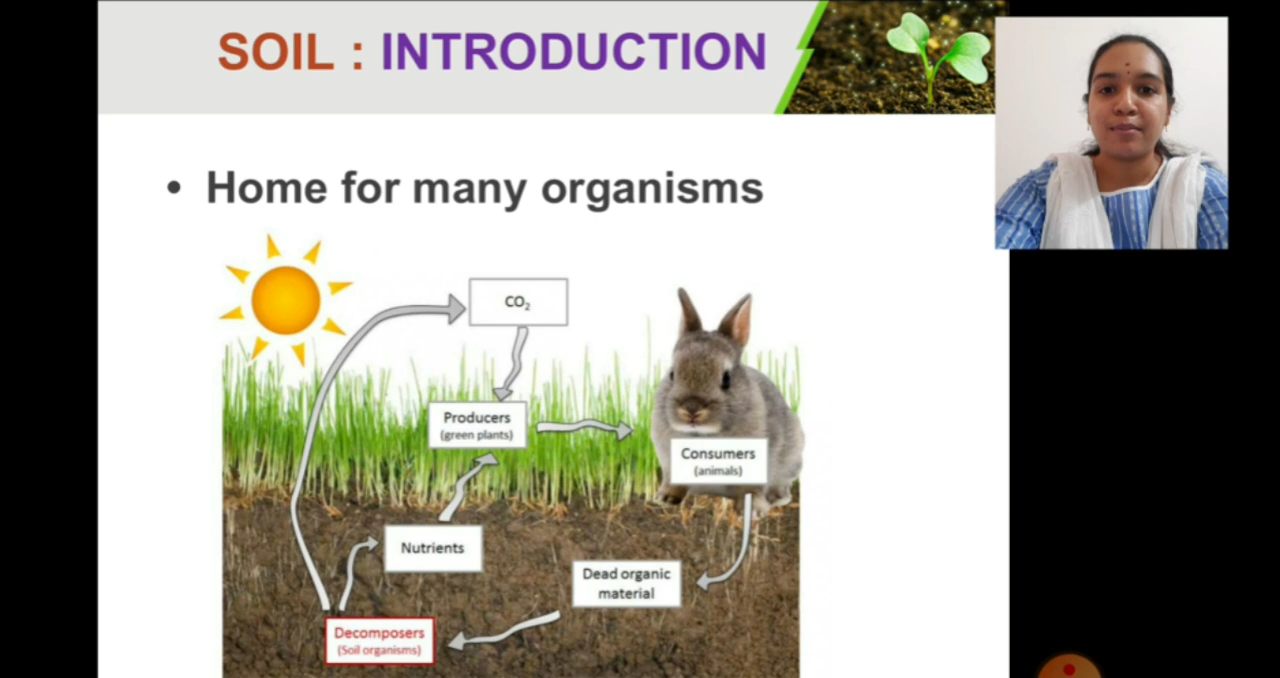 SOIL : INTRODUCTION
• Home for many organisms
CO₂
Producers
(green plants)
Consumers
(animals)
Nutrients
Dead organic
material
Decomposers
(Soil organisms)